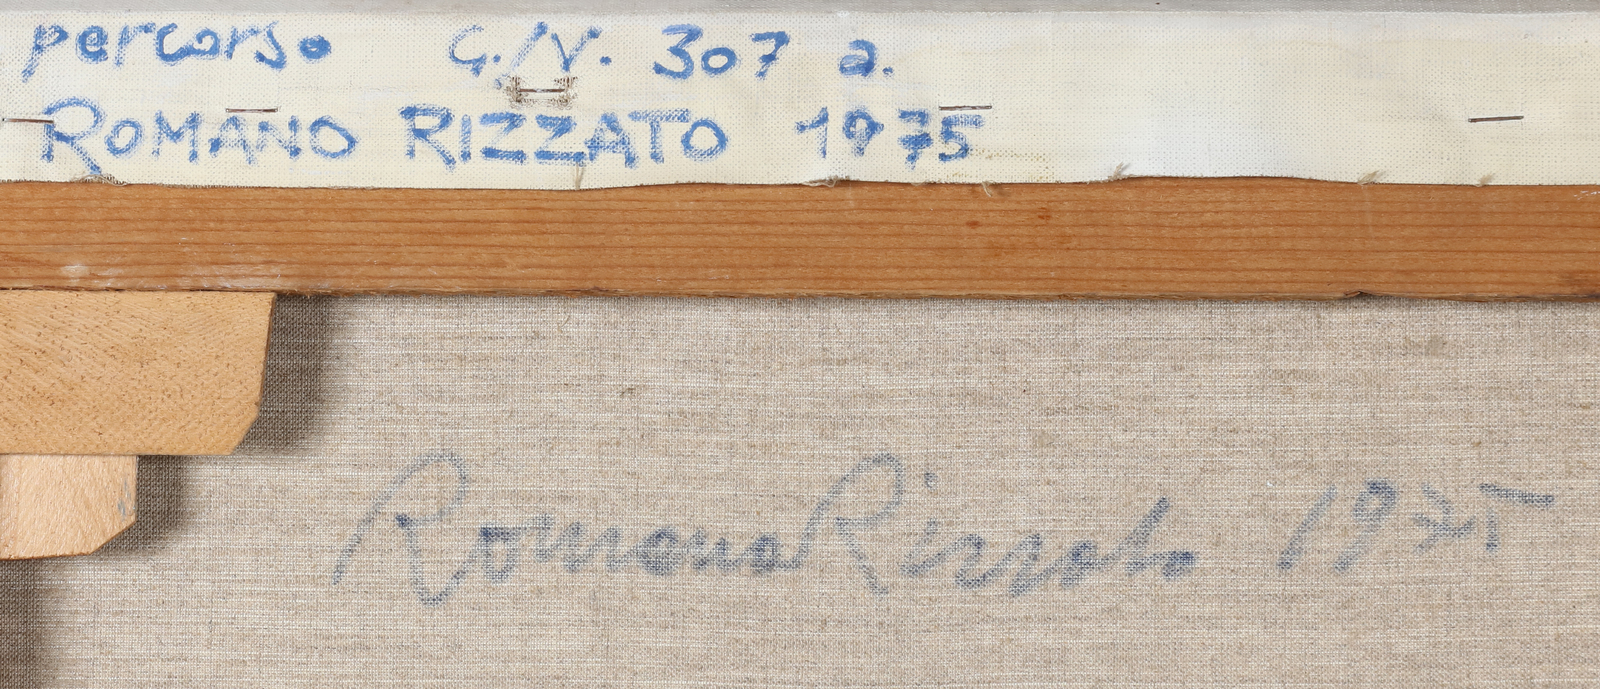 percorso G./V. 307 a.
ROMANO RIZZATO 1975
Romano Rizzato 1975